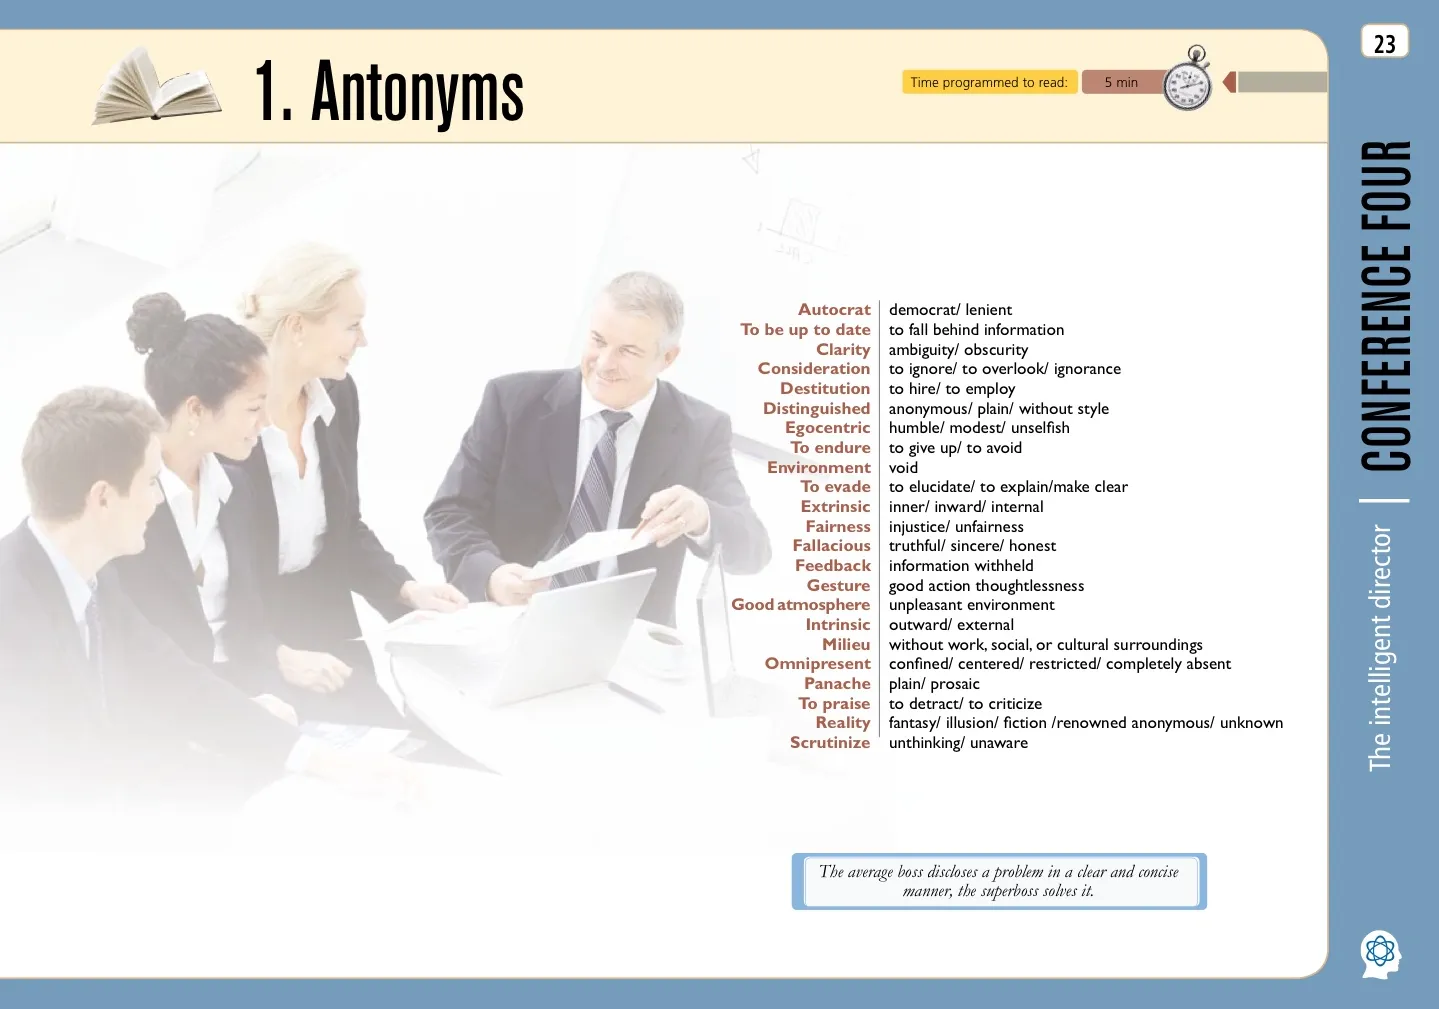 23
1. Antonyms
Time programmed to read: 5 min
CONFERENCE FOUR
The intelligent director
Autocrat democrat/ lenient
To be up to date to fall behind information
Clarity ambiguity/ obscurity
Consideration to ignore/ to overlook/ ignorance
Destitution to hire/ to employ
Distinguished anonymous/ plain/ without style
Egocentric humble/ modest/ unselfish
To endure to give up/ to avoid
Environment void
To evade to elucidate/ to explain/make clear
Extrinsic inner/ inward/ internal
Fairness injustice/ unfairness
Fallacious truthful/ sincere/ honest
Feedback information withheld
Gesture good action thoughtlessness
Good atmosphere unpleasant environment
Intrinsic outward/ external
Milieu without work, social, or cultural surroundings
Omnipresent confined/ centered/ restricted/ completely absent
Panache plain/ prosaic
To praise to detract/ to criticize
Reality fantasy/ illusion/ fiction /renowned anonymous/ unknown
Scrutinize unthinking/ unaware
The average boss discloses a problem in a clear and concise
manner, the superboss solves it.